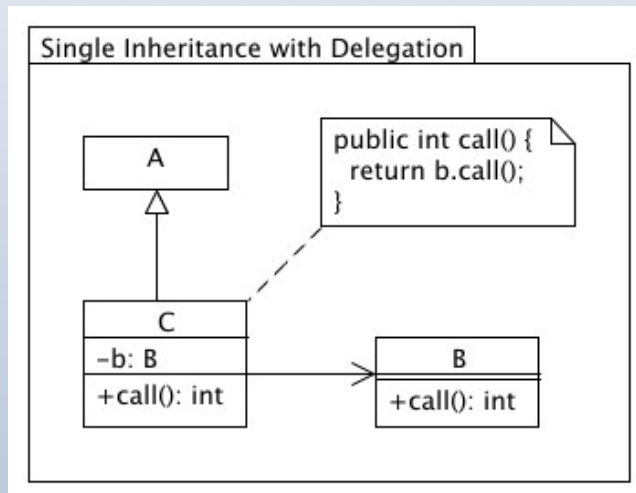 Single Inheritance with Delegation
A
public int call() {
return b.call();
}
C
-b: B
+call(): int
B
+call(): int